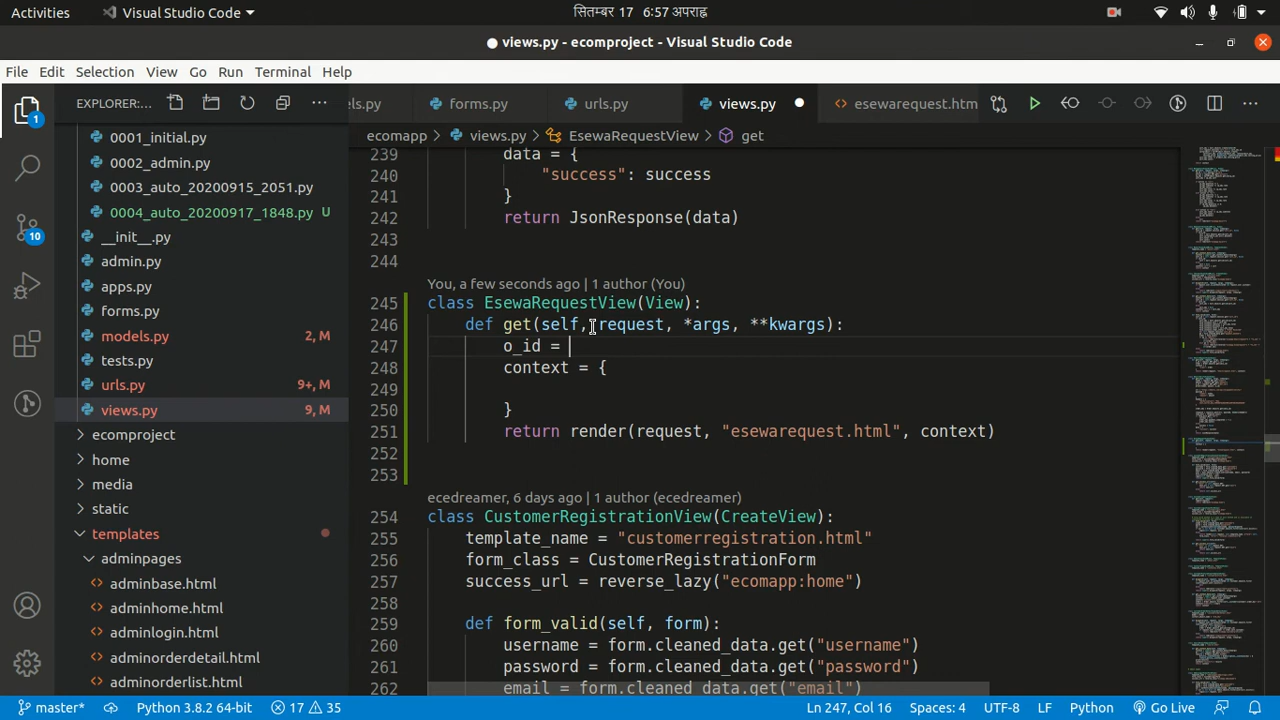 Activities
Visual Studio Code
सितम्बर 17 6:57 अपराह्न
views.py - ecomproject - Visual Studio Code
File Edit Selection View Go Run Terminal Help
EXPLORER:...
els.py
forms.py
urls.py
views.py
esewarequest.htm
ecomapp > views.py > EsewaRequestView > get
0001_initial.py
0002_admin.py
0003_auto_20200915_2051.py
0004_auto_20200917_1848.py U
__init__.py
admin.py
apps.py
forms.py
models.py 2, M
tests.py
urls.py 9+, M
views.py 9, M
ecomproject
home
media
static
templates
adminpages
adminbase.html
adminhome.html
adminlogin.html
adminorderdetail.html
adminorderlist.html
1
10
239 data = {
240 "success": success
241 }
242 return JsonResponse(data)
243
244
You, a few seconds ago | 1 author (You)
245 class EsewaRequestView(View):
246 def get(self, request, *args, **kwargs):
247 o_id =
248 context = {
249
250 }
251 return render(request, "esewarequest.html", context)
252
253
ecedreamer, 6 days ago | 1 author (ecedreamer)
254 class CustomerRegistrationView(CreateView):
255 template_name = "customerregistration.html"
256 form_class = CustomerRegistrationForm
257 success_url = reverse_lazy("ecomapp:home")
258
259 def form_valid(self, form):
260 username = form.cleaned_data.get("username")
261 password = form.cleaned_data.get("password")
262 email = form.cleaned_data.get("email")
master* Python 3.8.2 64-bit 17 35 Ln 247, Col 16 Spaces: 4 UTF-8 LF Python Go Live